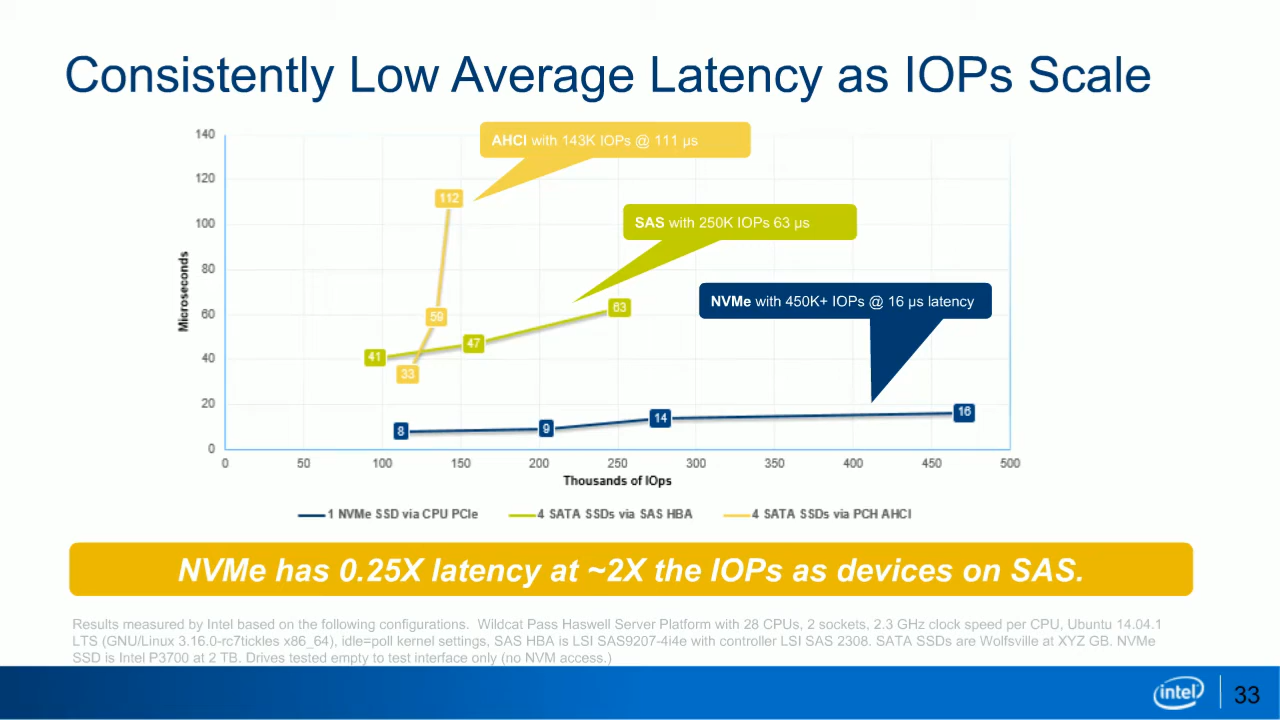 Consistently Low Average Latency as IOPs Scale
AHCI with 143K IOPs @ 111 µs
SAS with 250K IOPs 63 µs
NVMe with 450K+ IOPs @ 16 µs latency
Microseconds
140
120
100
80
60
40
20
0
112
59
33
41
47
63
8
9
14
16
0 50 100 150 200 250 300 350 400 450 500
Thousands of IOps
1 NVMe SSD via CPU PCIe 4 SATA SSDs via SAS HBA 4 SATA SSDs via PCH AHCI
NVMe has 0.25X latency at ~2X the IOPs as devices on SAS.
Results measured by Intel based on the following configurations. Wildcat Pass Haswell Server Platform with 28 CPUs, 2 sockets, 2.3 GHz clock speed per CPU, Ubuntu 14.04.1
LTS (GNU/Linux 3.16.0-rc7tickles x86_64), idle=poll kernel settings, SAS HBA is LSI SAS9207-4i4e with controller LSI SAS 2308. SATA SSDs are Wolfsville at XYZ GB. NVMe
SSD is Intel P3700 at 2 TB. Drives tested empty to test interface only (no NVM access.)
intel
33